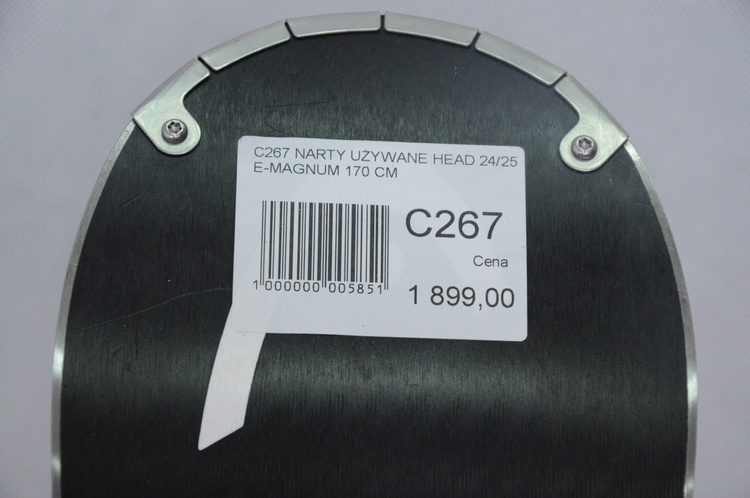 C267 NARTY UŻYWANE HEAD 24/25
E-MAGNUM 170 CM
C267
Cena
1 899,00
1 000000 005851